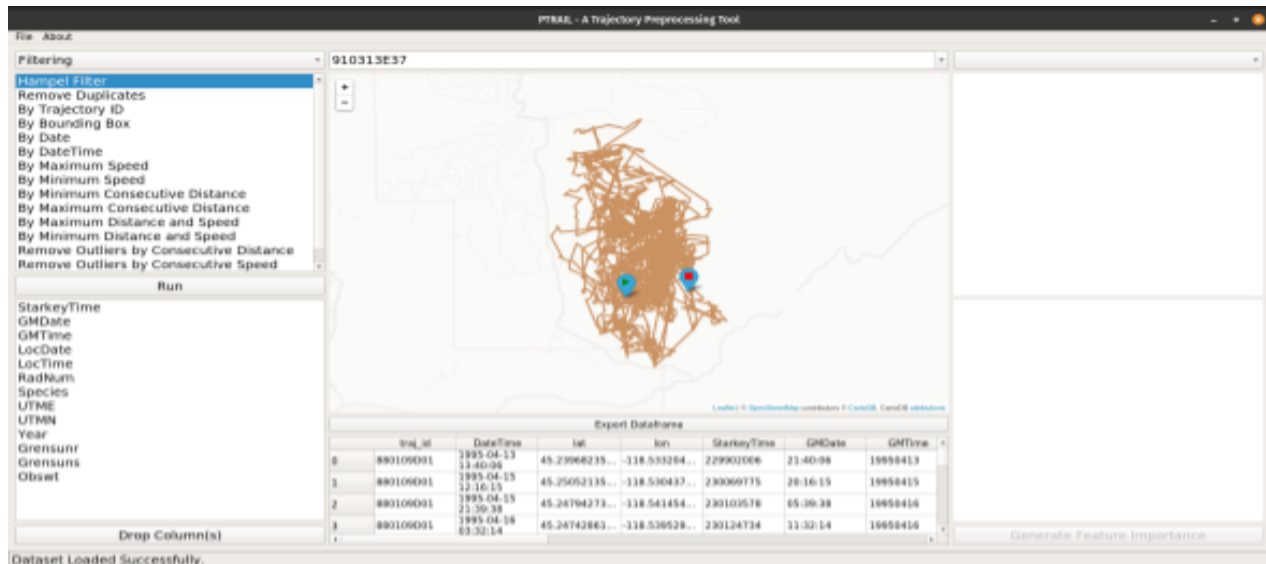 PTRAIL - A Trajectory Preprocessing Tool
File About
Filtering
910313E37
Hampel Filter
Remove Duplicates
By Trajectory ID
By Bounding Box
By Date
By DateTime
By Maximum Speed
By Minimum Speed
By Minimum Consecutive Distance
By Maximum Consecutive Distance
By Maximum Distance and Speed
By Minimum Distance and Speed
Remove Outliers by Consecutive Distance
Remove Outliers by Consecutive Speed
Run
StarkeyTime
GMDate
GMTime
LocDate
LocTime
RadNum
Species
UTME
UTMN
Year
Grensunr
Grensuns
Obswt
Drop Column(s)
+
−
Leaflet | © OpenStreetMap contributors © CartoDB, CartoDB attributions
Export Dataframe
traj_id DateTime lat lon StarkeyTime GMDate GMTime
0 880109D01 1995-04-13 13:40:06 45.23968235... -118.533204... 229902006 21:40:06 19950413
1 880109D01 1995-04-15 12:16:15 45.25052135... -118.530437... 230069775 20:16:15 19950415
2 880109D01 1995-04-15 21:39:38 45.24794273... -118.541454... 230103578 05:39:38 19950416
3 880109D01 1995-04-16 03:32:14 45.24742861... -118.539529... 230124734 11:32:14 19950416
Generate Feature Importance
Dataset Loaded Successfully.